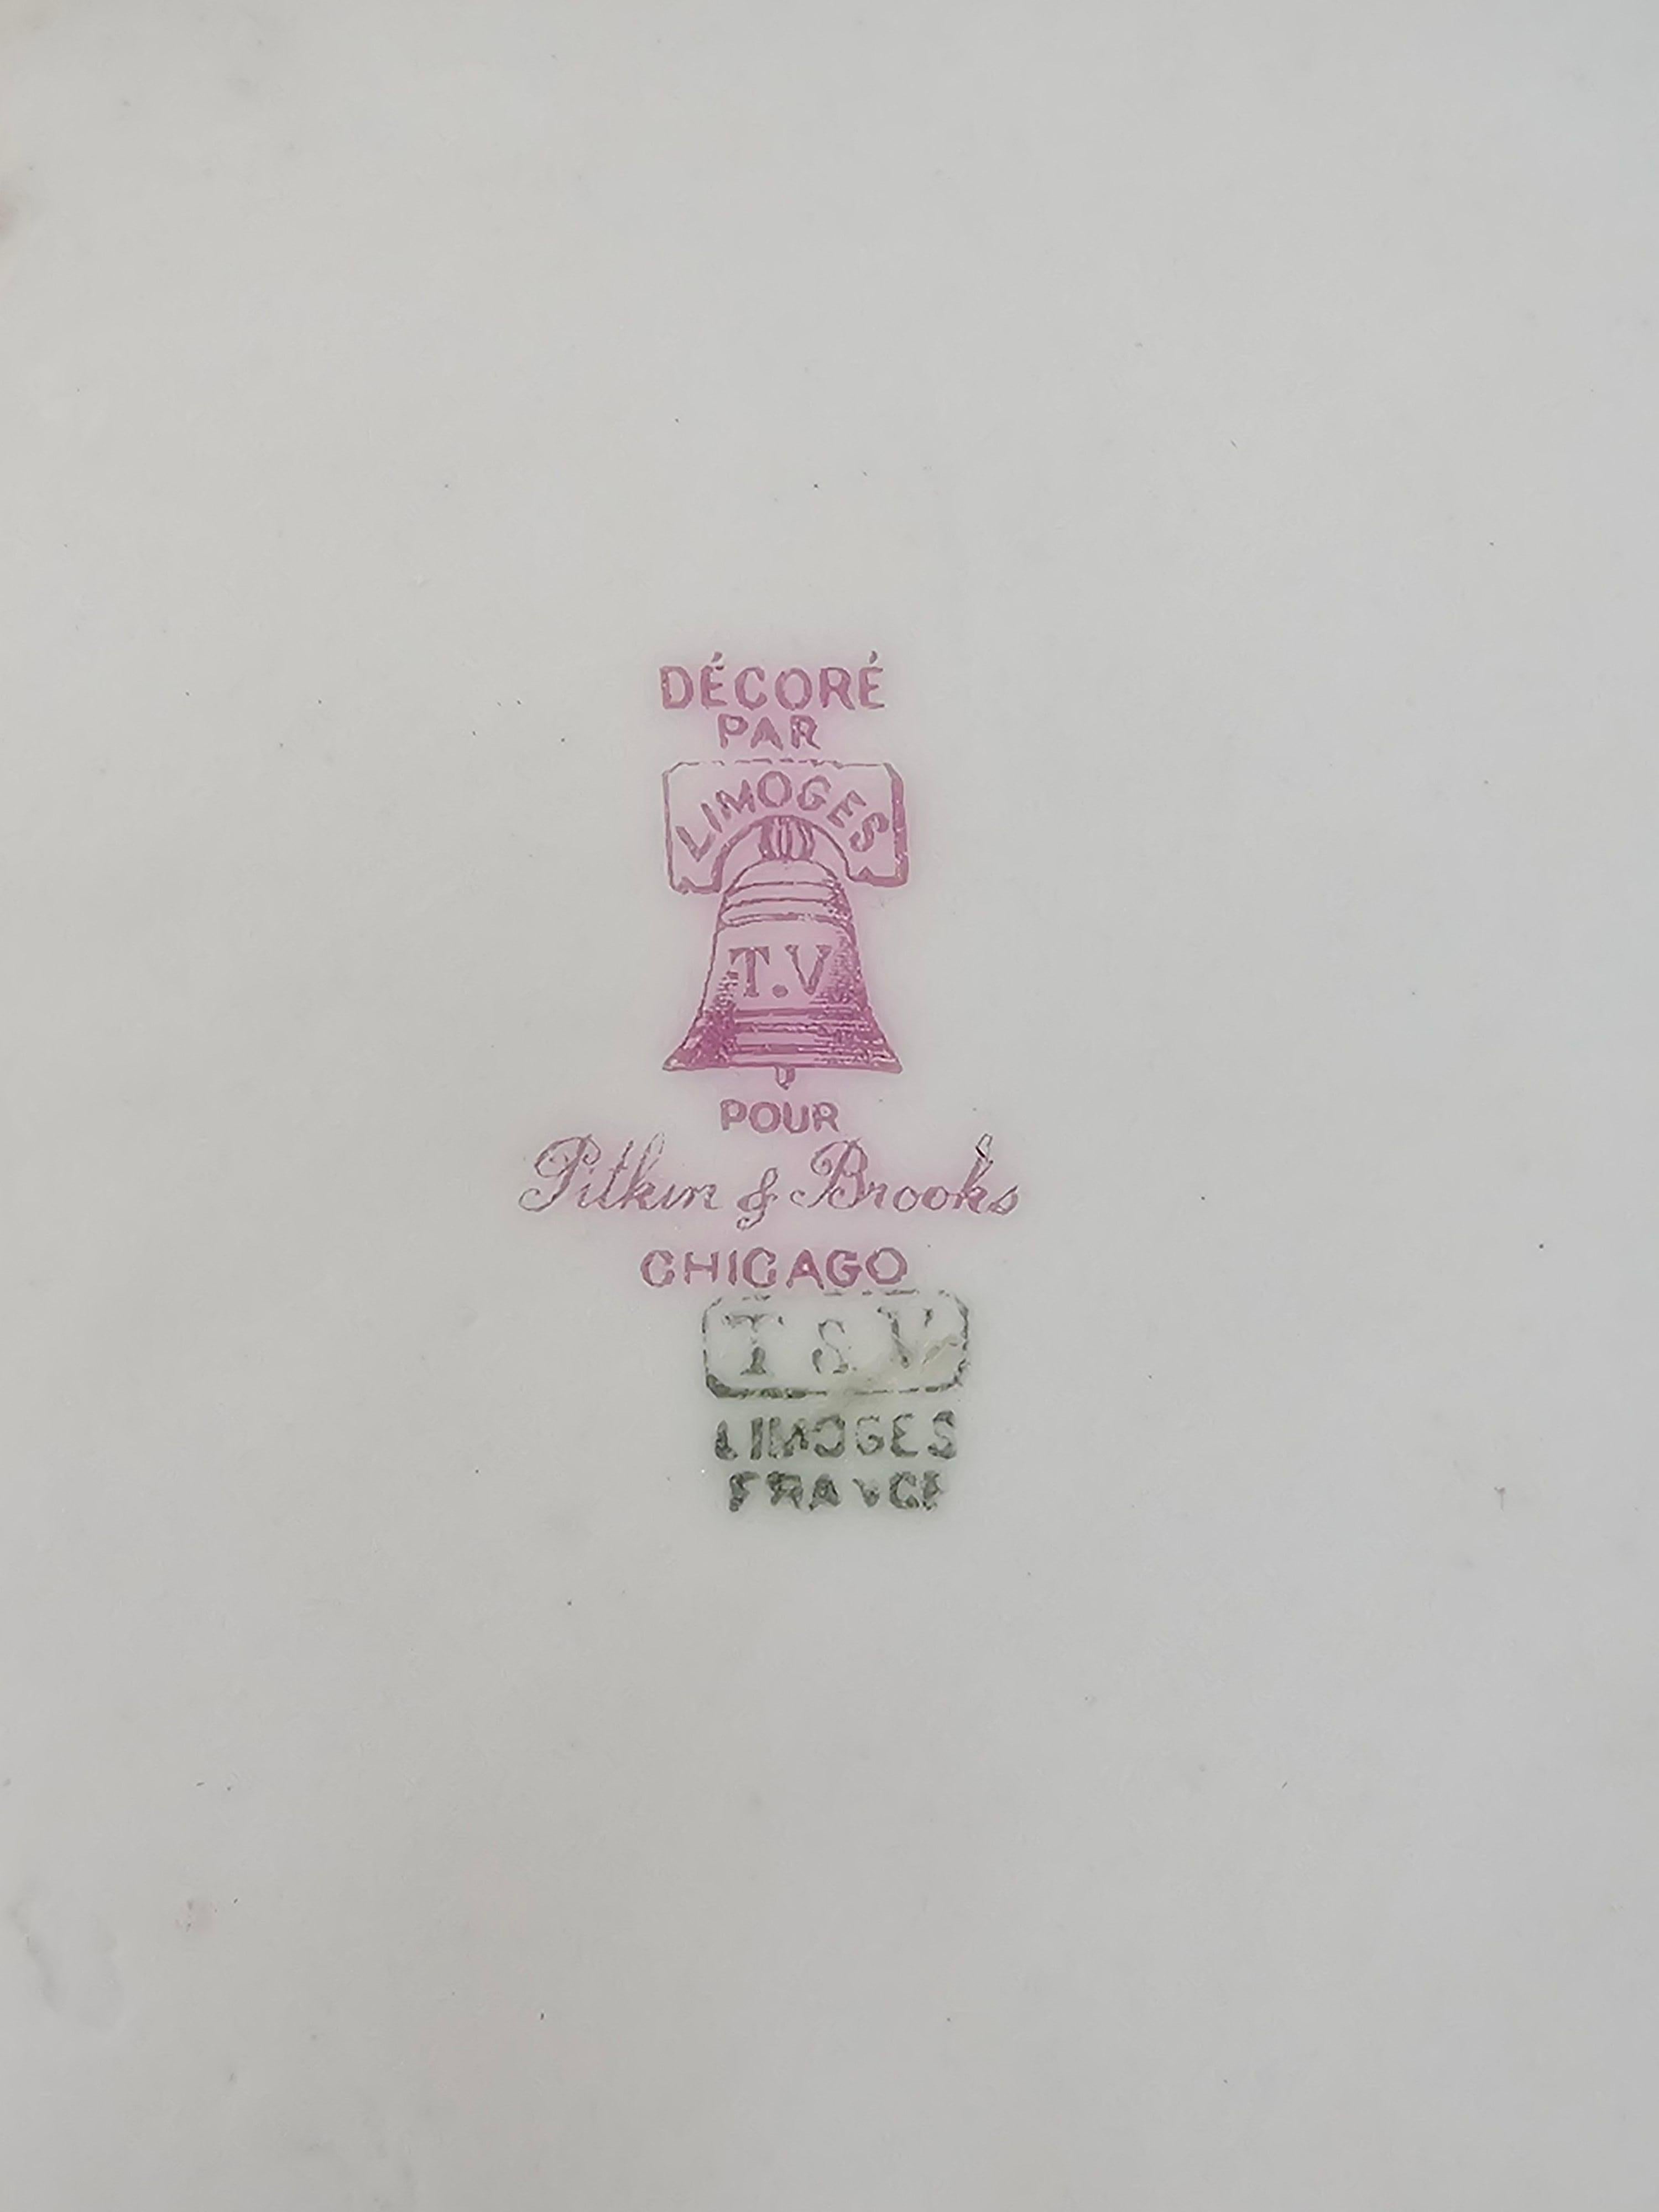 DÉCORÉ
PAR
LIMOGES
T.V
POUR
Pitkin & Brooks
CHICAGO
T & V
LIMOGES
FRANCE